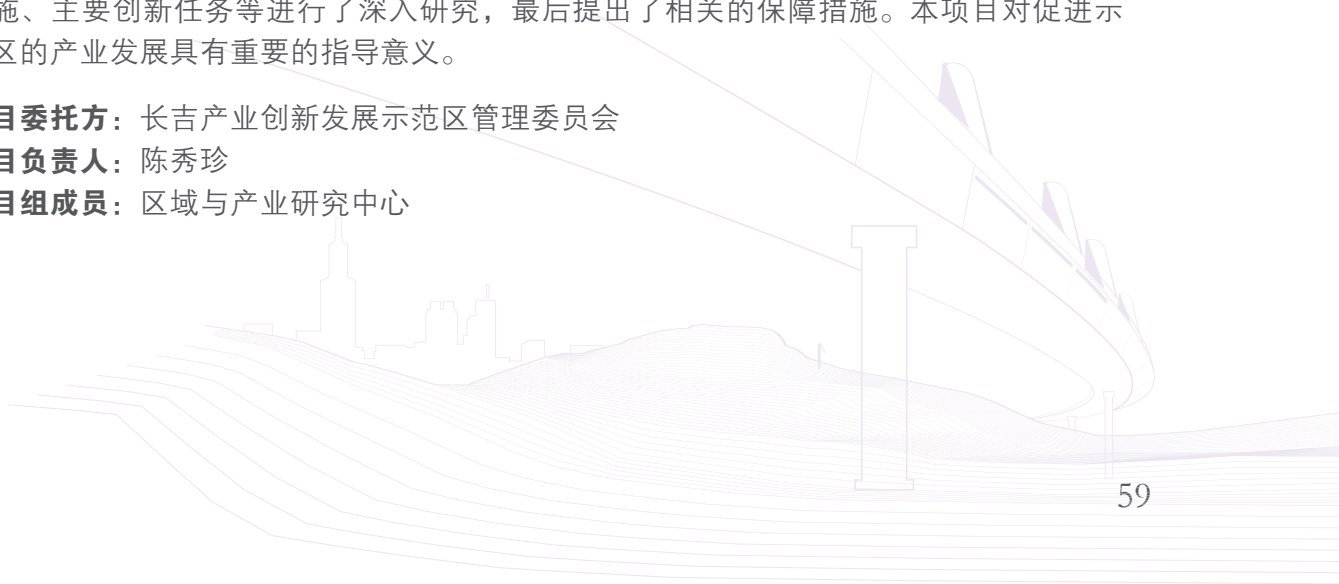 施、主要创新任务等进行了深入研究，最后提出了相关的保障措施。本项目对促进示
区的产业发展具有重要的指导意义。
目委托方：长吉产业创新发展示范区管理委员会
目负责人：陈秀珍
目组成员：区域与产业研究中心
59